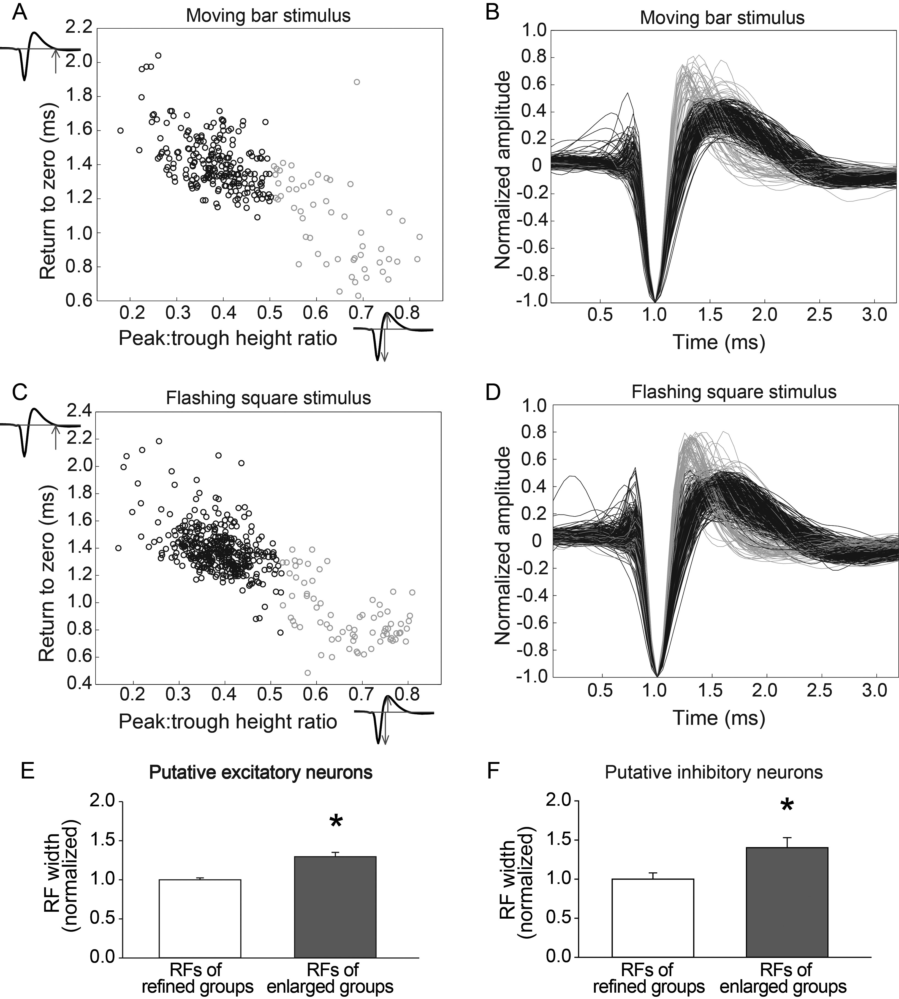 A
Moving bar stimulus
2.2
2.0
1.8
1.6
1.4
1.2
1.0
0.8
0.6
Return to zero (ms)
0.2 0.3 0.4 0.5 0.6 0.7 0.8
Peak:trough height ratio
B
Moving bar stimulus
1.0
0.8
0.6
0.4
0.2
0
-0.2
-0.4
-0.6
-0.8
-1.0
Normalized amplitude
0.5 1.0 1.5 2.0 2.5 3.0
Time (ms)
C
Flashing square stimulus
2.4
2.2
2.0
1.8
1.6
1.4
1.2
1.0
0.8
0.6
0.4
Return to zero (ms)
0.2 0.3 0.4 0.5 0.6 0.7 0.8
Peak:trough height ratio
D
Flashing square stimulus
1.0
0.8
0.6
0.4
0.2
0
-0.2
-0.4
-0.6
-0.8
-1.0
Normalized amplitude
0.5 1.0 1.5 2.0 2.5 3.0
Time (ms)
E
Putative excitatory neurons
2.0
1.5
1.0
0.5
0.0
RF width
(normalized)
*
RFs of
refined groups
RFs of
enlarged groups
F
Putative inhibitory neurons
2.0
1.5
1.0
0.5
0.0
RF width
(normalized)
*
RFs of
refined groups
RFs of
enlarged groups